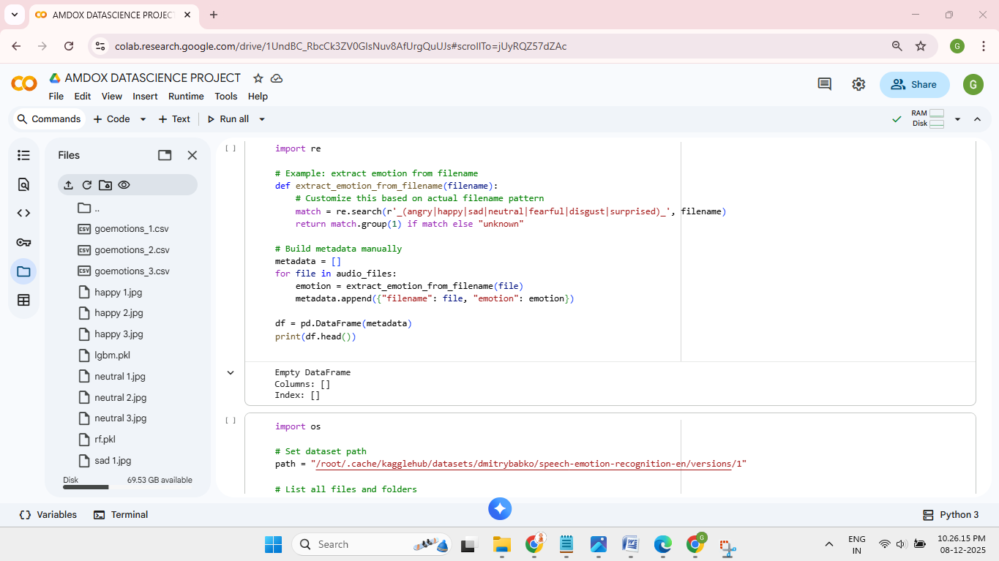 AMDOX DATASCIENCE PROJECT
colab.research.google.com/drive/1UndBC_RbcCk3ZV0GIsNuv8AfUrgQuUJs#scrollTo=jUyRQZ57dZAc
G
AMDOX DATASCIENCE PROJECT
File Edit View Insert Runtime Tools Help
Share
G
Commands + Code + Text Run all
RAM
Disk
Files
..
goemotions_1.csv
goemotions_2.csv
goemotions_3.csv
happy 1.jpg
happy 2.jpg
happy 3.jpg
lgbm.pkl
neutral 1.jpg
neutral 2.jpg
neutral 3.jpg
rf.pkl
sad 1.jpg
Disk 69.53 GB available
[ ] import re
# Example: extract emotion from filename
def extract_emotion_from_filename(filename):
# Customize this based on actual filename pattern
match = re.search(r'_(angry|happy|sad|neutral|fearful|disgust|surprised)_', filename)
return match.group(1) if match else "unknown"
# Build metadata manually
metadata = []
for file in audio_files:
emotion = extract_emotion_from_filename(file)
metadata.append({"filename": file, "emotion": emotion})
df = pd.DataFrame(metadata)
print(df.head())
Empty DataFrame
Columns: []
Index: []
[ ] import os
# Set dataset path
path = "/root/.cache/kagglehub/datasets/dmitrybabko/speech-emotion-recognition-en/versions/1"
# List all files and folders
Variables Terminal
Python 3
Search
ENG
IN
10.26.15 PM
08-12-2025